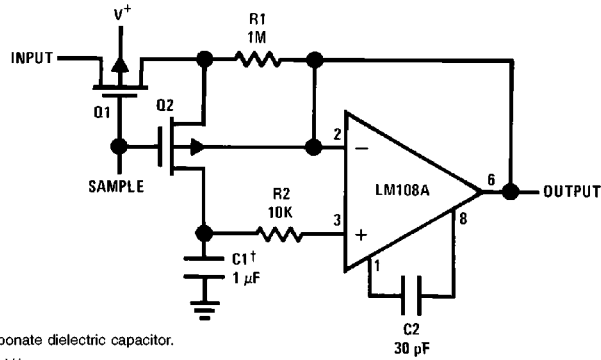 R1
1M
V+
INPUT
Q1
Q2
SAMPLE
2
−
LM108A
6
OUTPUT
R2
10K
3
+
8
1
C1†
1 μF
C2
30 pF
dielectric capacitor.